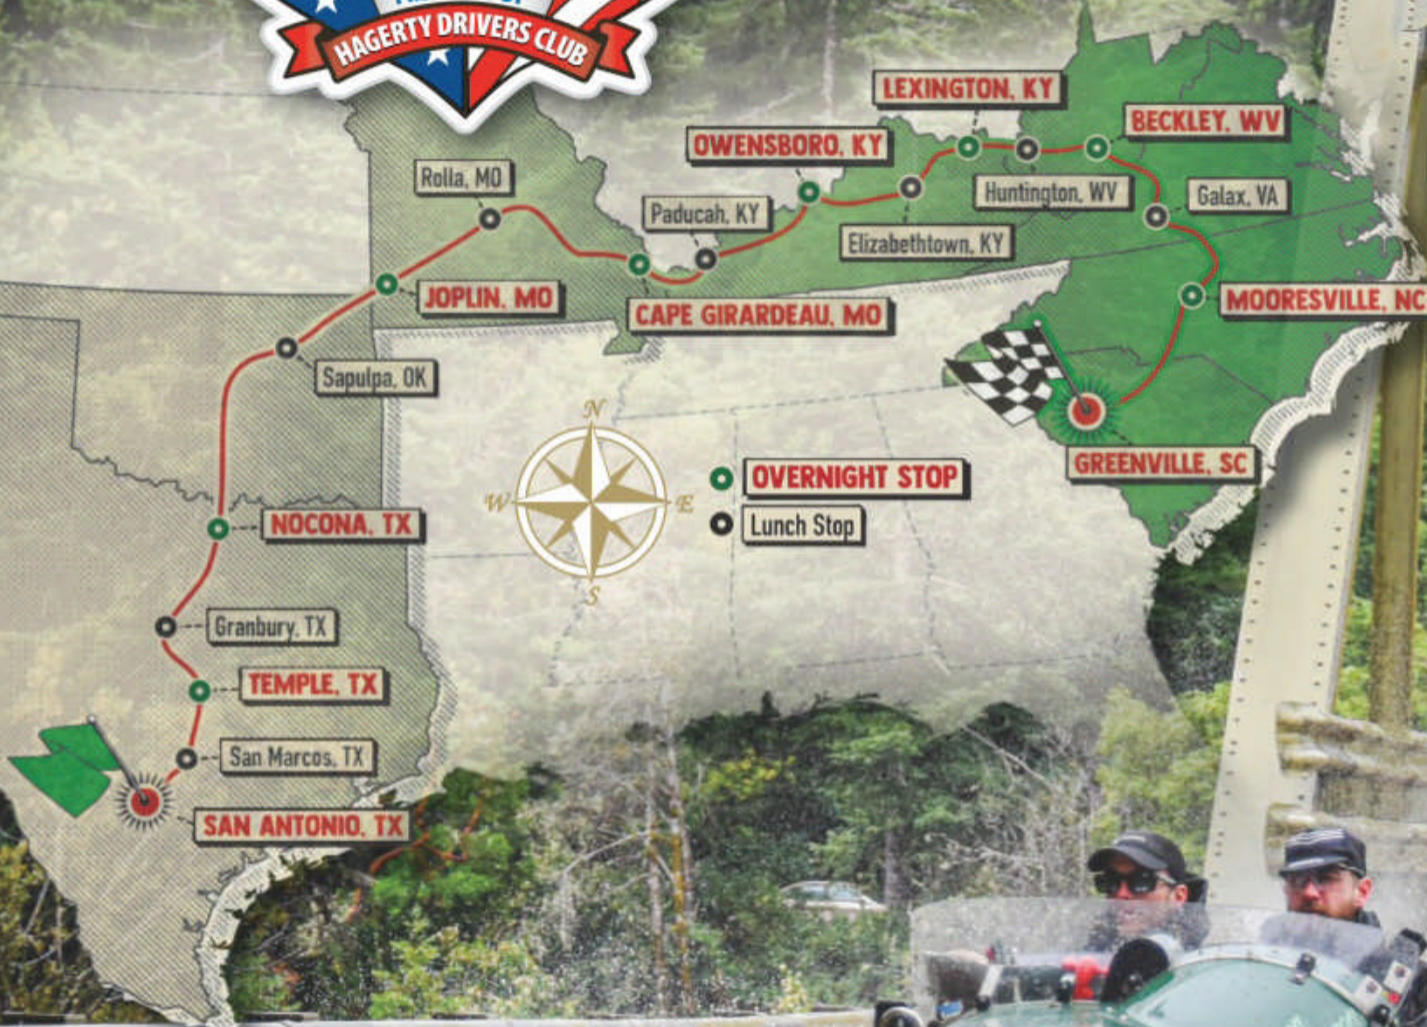 HAGERTY DRIVERS CLUB
LEXINGTON, KY
BECKLEY, WV
OWENSBORO, KY
Rolla, MO
Huntington, WV
Galax, VA
Paducah, KY
Elizabethtown, KY
JOPLIN, MO
CAPE GIRARDEAU, MO
MOORESVILLE, NC
Sapulpa, OK
N
GREENVILLE, SC
OVERNIGHT STOP
W
E
NOCONA, TX
Lunch Stop
S
Granbury, TX
TEMPLE, TX
San Marcos, TX
SAN ANTONIO, TX